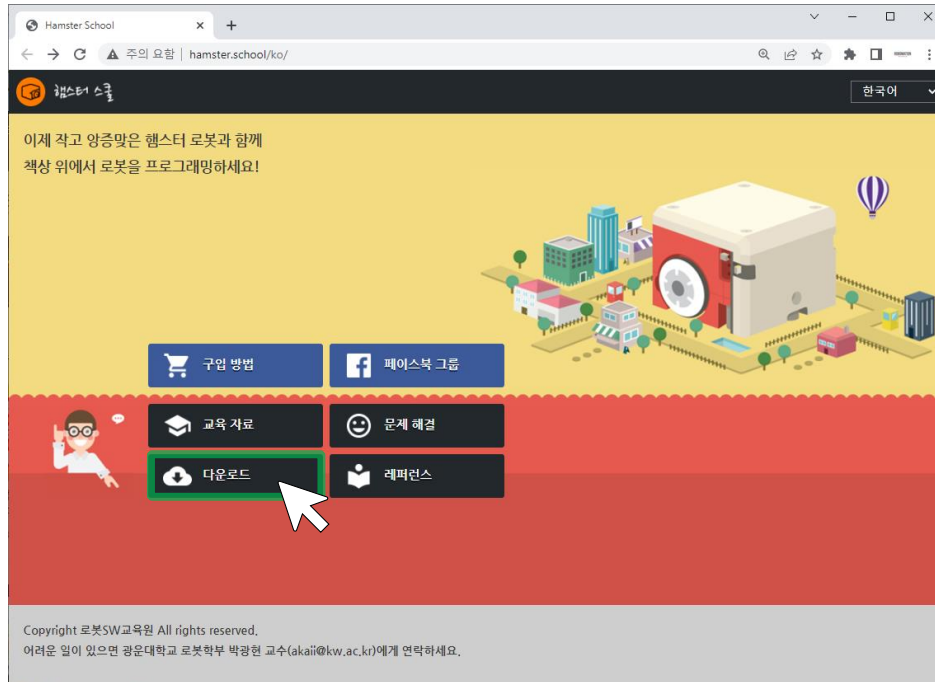 Hamster School
주의 요함 | hamster.school/ko/
햄스터 스쿨
한국어
이제 작고 앙증맞은 햄스터 로봇과 함께
책상 위에서 로봇을 프로그래밍하세요!
구입 방법
페이스북 그룹
교육 자료
문제 해결
다운로드
레퍼런스
Copyright 로봇SW교육원 All rights reserved.
어려운 일이 있으면 광운대학교 로봇학부 박광현 교수(akaii@kw.ac.kr)에게 연락하세요.